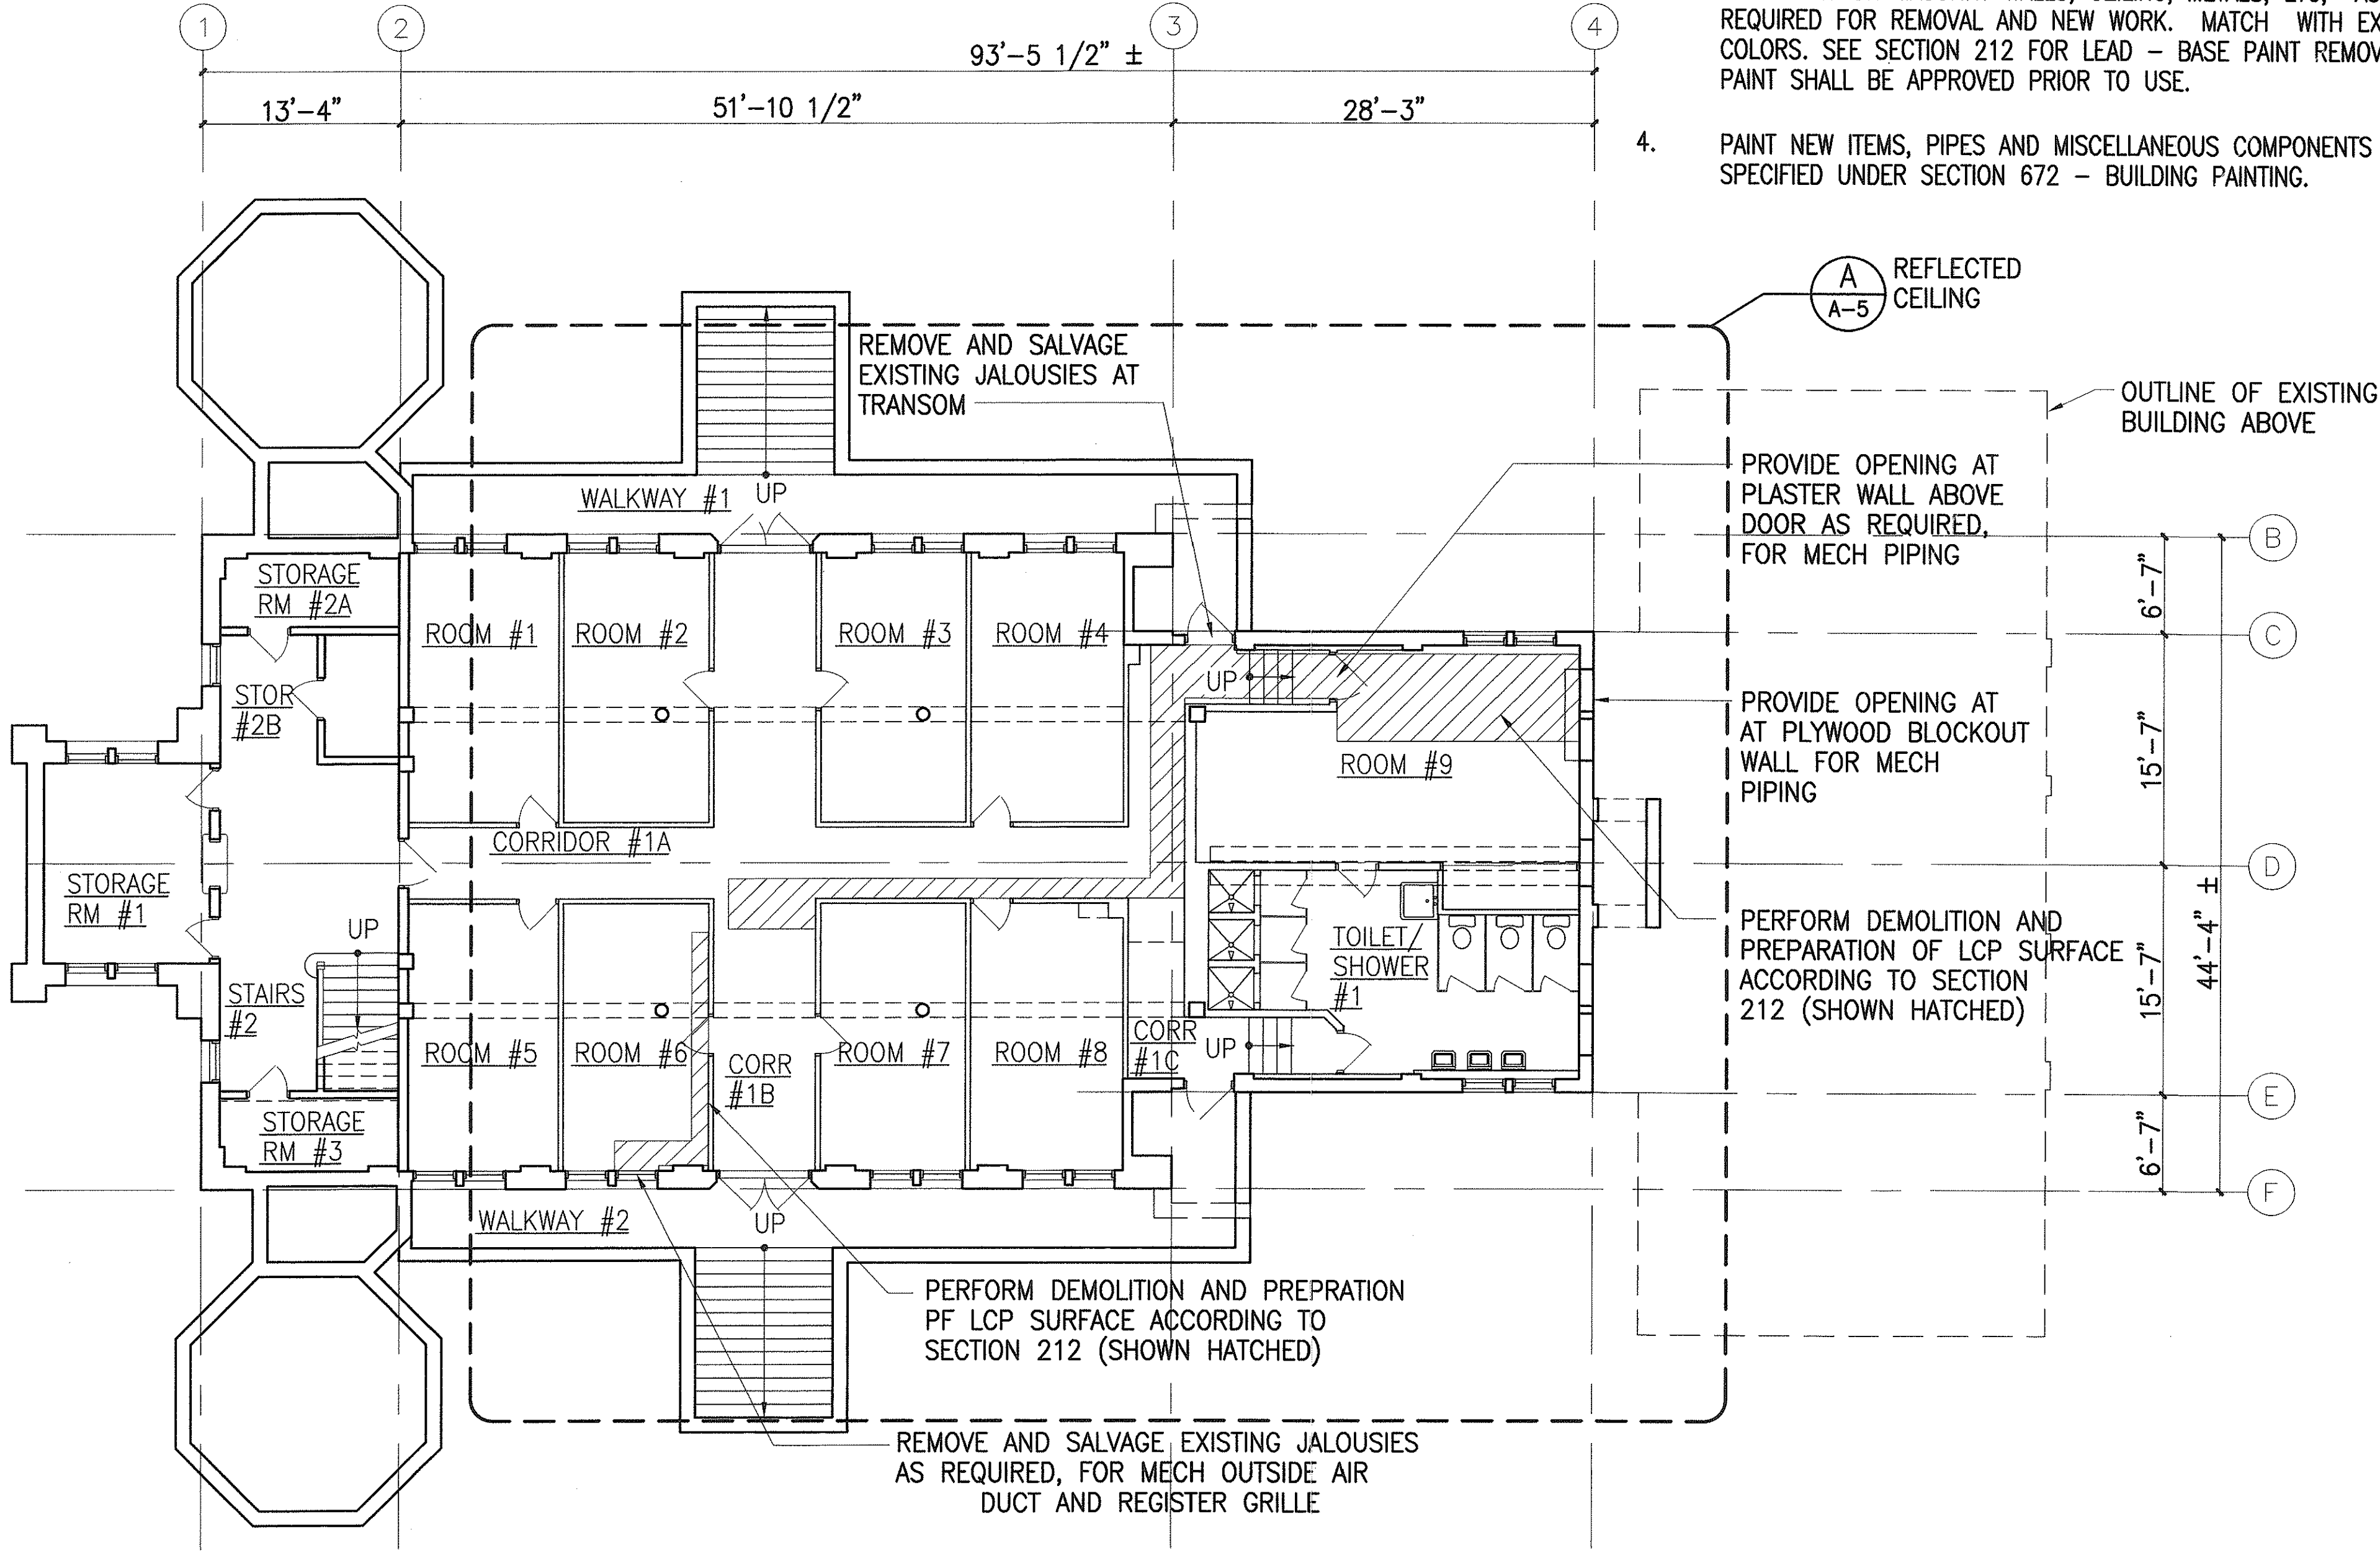 1
2
3
4
93'-5 1/2" ±
13'-4"
51'-10 1/2"
28'-3"
REQUIRED FOR REMOVAL AND NEW WORK. MATCH WITH
COLORS. SEE SECTION 212 FOR LEAD – BASE PAINT
PAINT SHALL BE APPROVED PRIOR TO USE.
4. PAINT NEW ITEMS, PIPES AND MISCELLANEOUS COMPONENTS
SPECIFIED UNDER SECTION 672 – BUILDING PAINTING.
A
A-5
REFLECTED
CEILING
REMOVE AND SALVAGE
EXISTING JALOUSIES AT
TRANSOM
OUTLINE OF EXISTING
BUILDING ABOVE
PROVIDE OPENING AT
PLASTER WALL ABOVE
DOOR AS REQUIRED,
FOR MECH PIPING
WALKWAY #1
UP
B
6'-7"
C
STORAGE
RM #2A
ROOM #1
ROOM #2
ROOM #3
ROOM #4
STOR
#2B
UP
PROVIDE OPENING AT
AT PLYWOOD BLOCKOUT
WALL FOR MECH
PIPING
15'-7"
ROOM #9
CORRIDOR #1A
D
STORAGE
RM #1
UP
TOILET/
SHOWER
#1
PERFORM DEMOLITION AND
PREPARATION OF LCP SURFACE
ACCORDING TO SECTION
212 (SHOWN HATCHED)
15'-7"
44'-4" ±
STAIRS
#2
ROOM #5
ROOM #6
CORR
#1B
ROOM #7
ROOM #8
CORR
#1C
UP
E
STORAGE
RM #3
6'-7"
F
WALKWAY #2
UP
PERFORM DEMOLITION AND PREPRATION
PF LCP SURFACE ACCORDING TO
SECTION 212 (SHOWN HATCHED)
REMOVE AND SALVAGE EXISTING JALOUSIES
AS REQUIRED, FOR MECH OUTSIDE AIR
DUCT AND REGISTER GRILLE